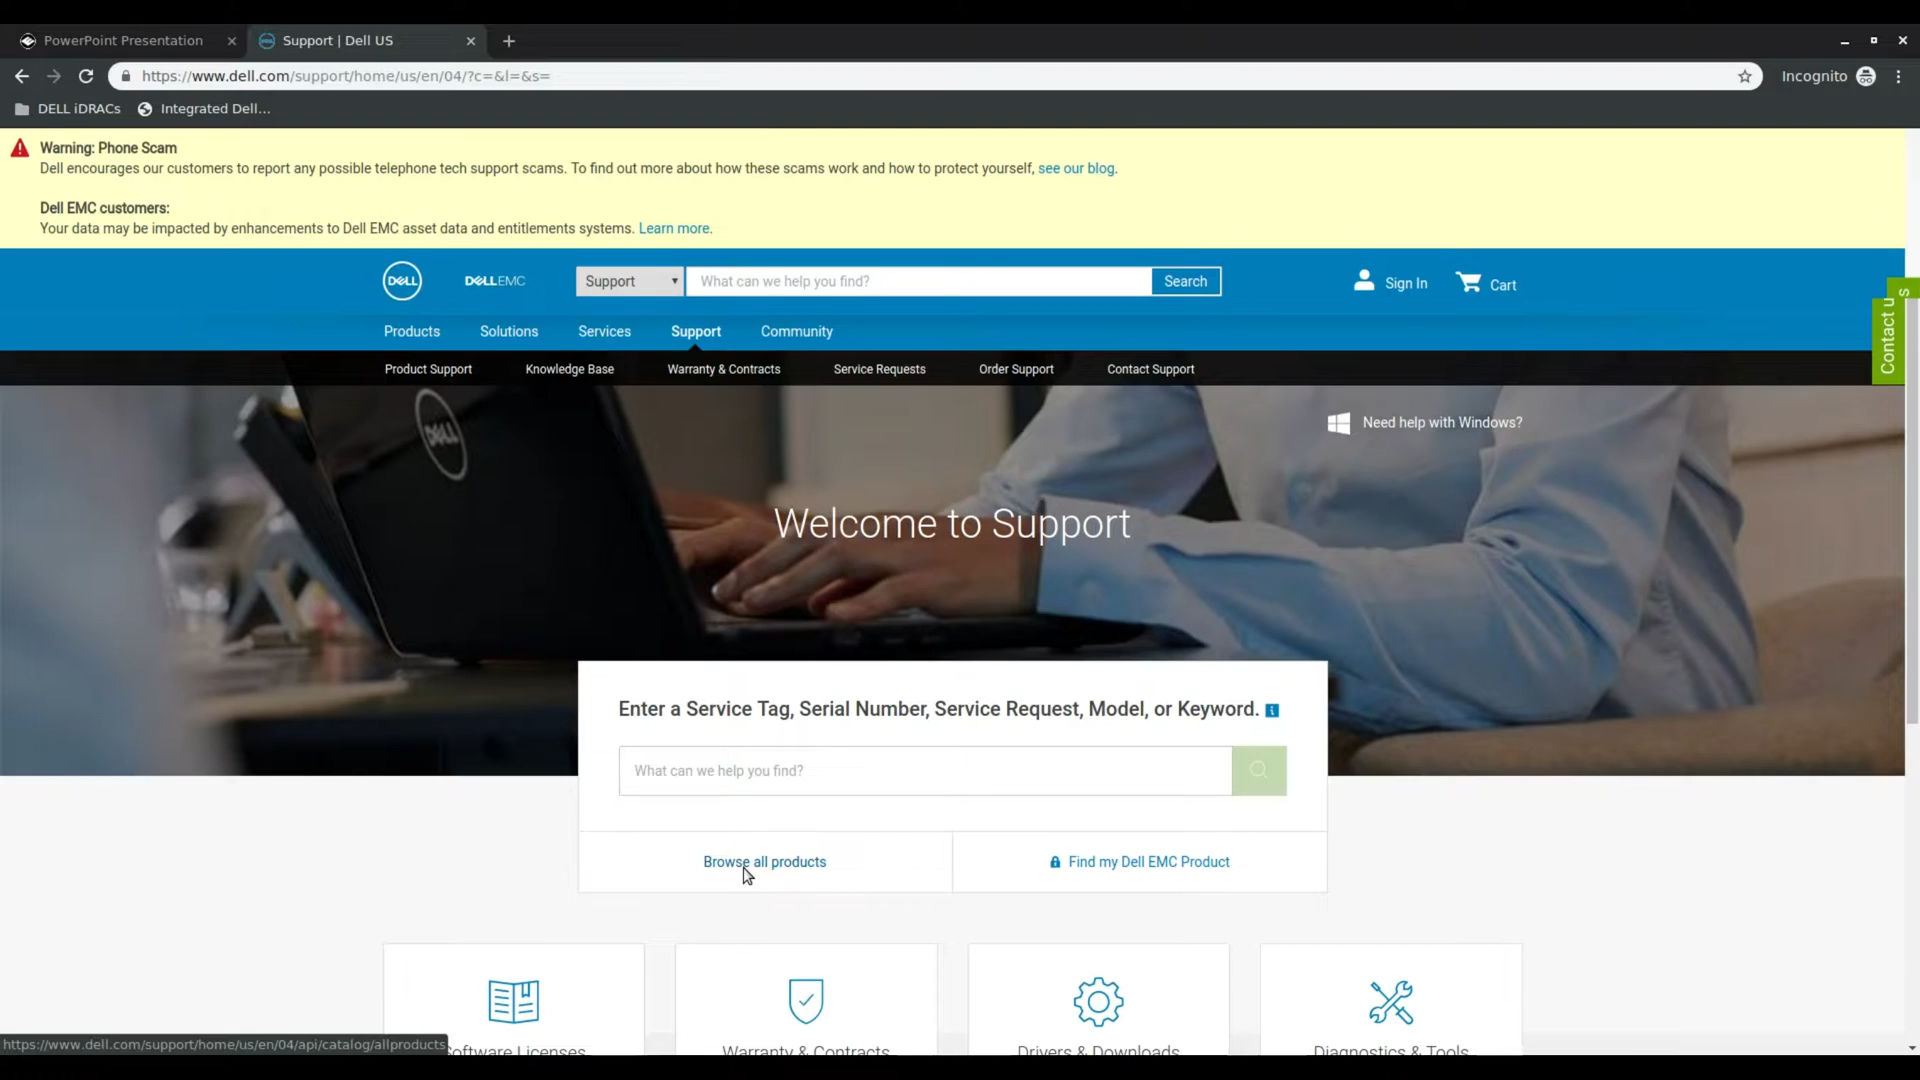 PowerPoint Presentation
Support | Dell US
https://www.dell.com/support/home/us/en/04/?c=&l=&s=
Incognito
DELL iDRACs
Integrated Dell...
Warning: Phone Scam
Dell encourages our customers to report any possible telephone tech support scams. To find out more about how these scams work and how to protect yourself, see our blog.
Dell EMC customers:
Your data may be impacted by enhancements to Dell EMC asset data and entitlements systems. Learn more.
DELL
DELLEMC
Support
What can we help you find?
Search
Sign In
Cart
Contact us
Products
Solutions
Services
Support
Community
Product Support
Knowledge Base
Warranty & Contracts
Service Requests
Order Support
Contact Support
Need help with Windows?
DELL
Welcome to Support
Enter a Service Tag, Serial Number, Service Request, Model, or Keyword.
What can we help you find?
Browse all products
Find my Dell EMC Product
Software Licenses
Warranty & Contracts
Drivers & Downloads
Diagnostics & Tools
https://www.dell.com/support/home/us/en/04/api/catalog/allproducts